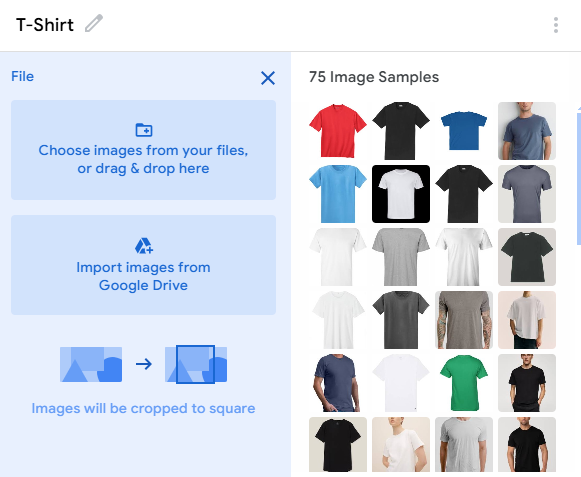 T-Shirt
File
Choose images from your files,
or drag & drop here
Import images from
Google Drive
Images will be cropped to square
75 Image Samples